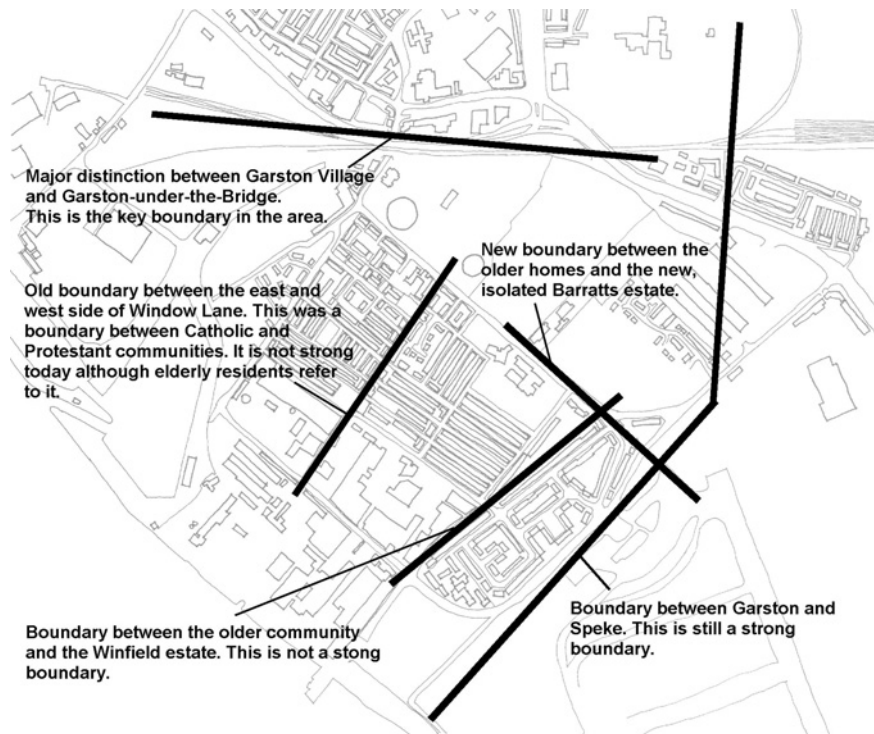 Major distinction between Garston Village
and Garston-under-the-Bridge.
This is the key boundary in the area.
New boundary between the
older homes and the new,
isolated Barratts estate.
Old boundary between the east and
west side of Window Lane. This was a
boundary between Catholic and
Protestant communities. It is not strong
today although elderly residents refer
to it.
Boundary between the older community
and the Winfield estate. This is not a stong
boundary.
Boundary between Garston and
Speke. This is still a strong
boundary.